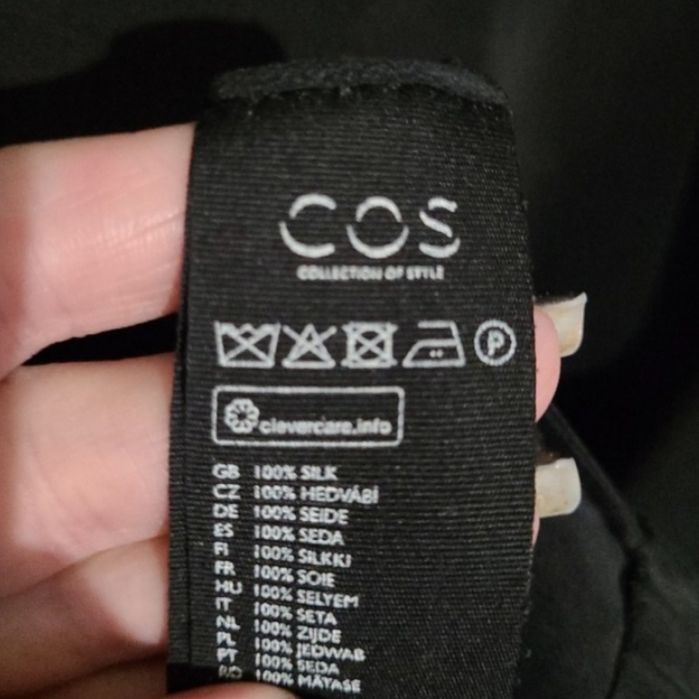 COS
COLLECTION OF STYLE
P
clevercare.info
GB 100% SILK
CZ 100% HEDVÁBÍ
DE 100% SEIDE
ES 100% SEDA
FI 100% SILKKI
FR 100% SOIE
HU 100% SELYEM
IT 100% SETA
NL 100% ZIJDE
PL 100% JEDWAB
PT 100% SEDA
RO 100% MĂTASE